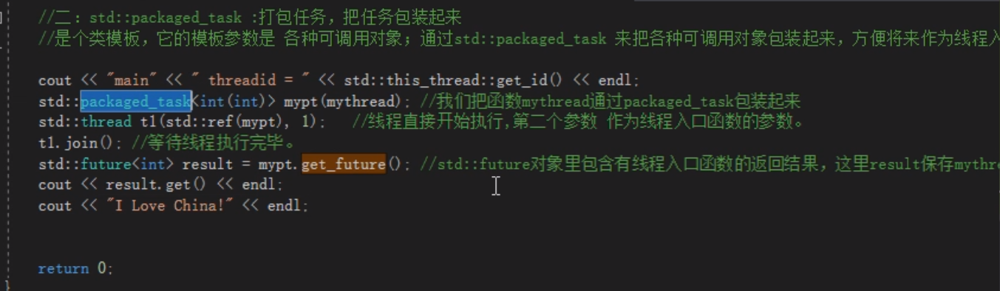 //二：std::packaged_task :打包任务，把任务包装起来
//是个类模板，它的模板参数是 各种可调用对象；通过std::packaged_task 来把各种可调用对象包装起来，方便将来作为线程入
cout << "main" << " threadid = " << std::this_thread::get_id() << endl;
std::packaged_task<int(int)> mypt(mythread); //我们把函数mythread通过packaged_task包装起来
std::thread t1(std::ref(mypt), 1); //线程直接开始执行,第二个参数 作为线程入口函数的参数。
t1.join(); //等待线程执行完毕。
std::future<int> result = mypt.get_future(); //std::future对象里包含有线程入口函数的返回结果，这里result保存mythre
cout << result.get() << endl;
cout << "I Love China!" << endl;
return 0;
}